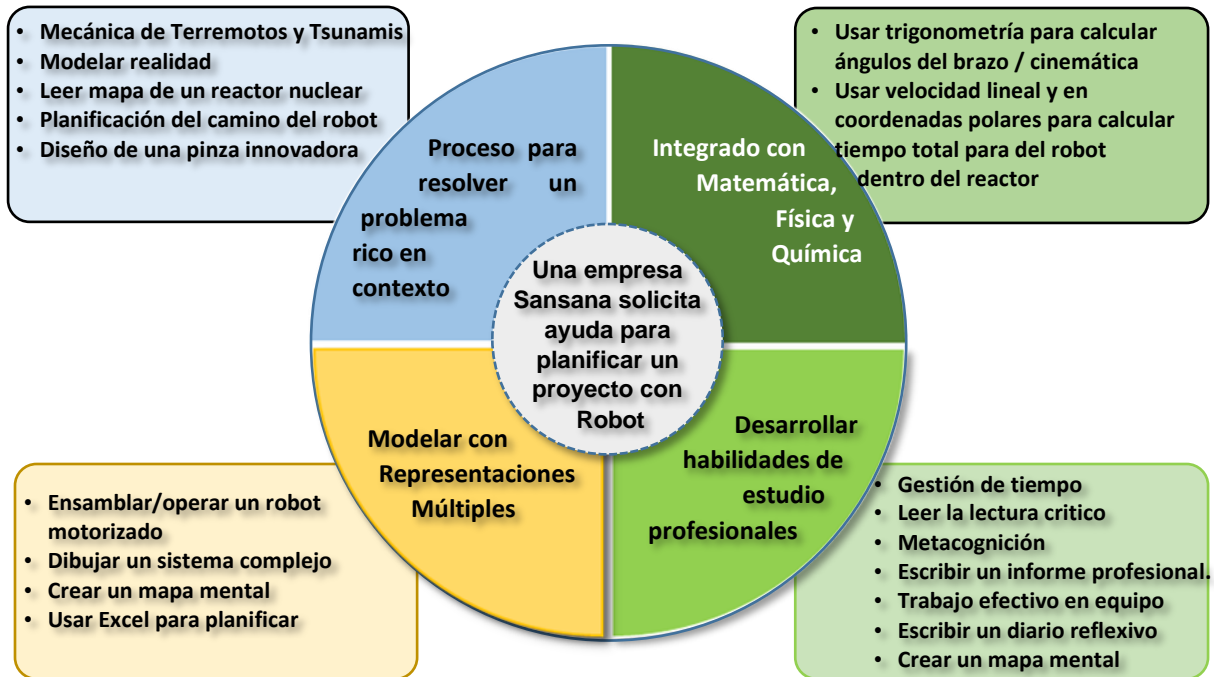 • Mecánica de Terremotos y Tsunamis
• Modelar realidad
• Leer mapa de un reactor nuclear
• Planificación del camino del robot
• Diseño de una pinza innovadora
• Usar trigonometría para calcular
ángulos del brazo / cinemática
• Usar velocidad lineal y en
coordenadas polares para calcular
tiempo total para del robot
dentro del reactor
Proceso para
resolver un
problema
rico en
contexto
Integrado con
Matemática,
Física y
Química
Una empresa
Sansana solicita
ayuda para
planificar un
proyecto con
Robot
Modelar con
Representaciones
Múltiples
Desarrollar
habilidades de
estudio
profesionales
• Ensamblar/operar un robot
motorizado
• Dibujar un sistema complejo
• Crear un mapa mental
• Usar Excel para planificar
• Gestión de tiempo
• Leer la lectura critico
• Metacognición
• Escribir un informe profesional.
• Trabajo efectivo en equipo
• Escribir un diario reflexivo
• Crear un mapa mental